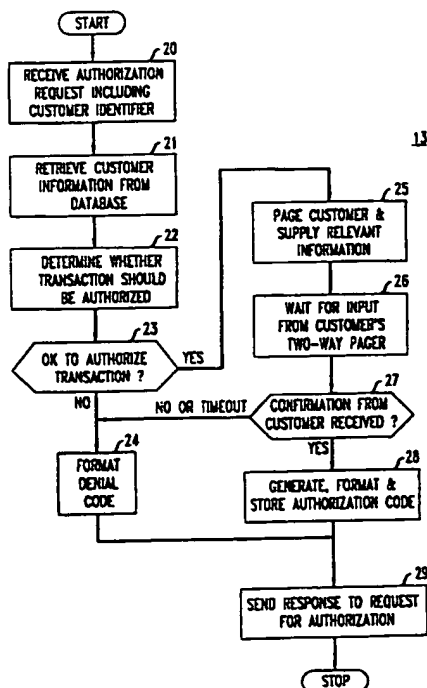 START
20
RECEIVE AUTHORIZATION
REQUEST INCLUDING
CUSTOMER IDENTIFIER
21
RETRIEVE CUSTOMER
INFORMATION FROM
DATABASE
22
DETERMINE WHETHER
TRANSACTION SHOULD
BE AUTHORIZED
23
OK TO AUTHORIZE
TRANSACTION ?
YES
NO
24
FORMAT
DENIAL
CODE
13
25
PAGE CUSTOMER &
SUPPLY RELEVANT
INFORMATION
26
WAIT FOR INPUT
FROM CUSTOMER'S
TWO-WAY PAGER
27
CONFIRMATION FROM
CUSTOMER RECEIVED ?
NO OR TIMEOUT
YES
28
GENERATE, FORMAT &
STORE AUTHORIZATION CODE
29
SEND RESPONSE TO REQUEST
FOR AUTHORIZATION
STOP